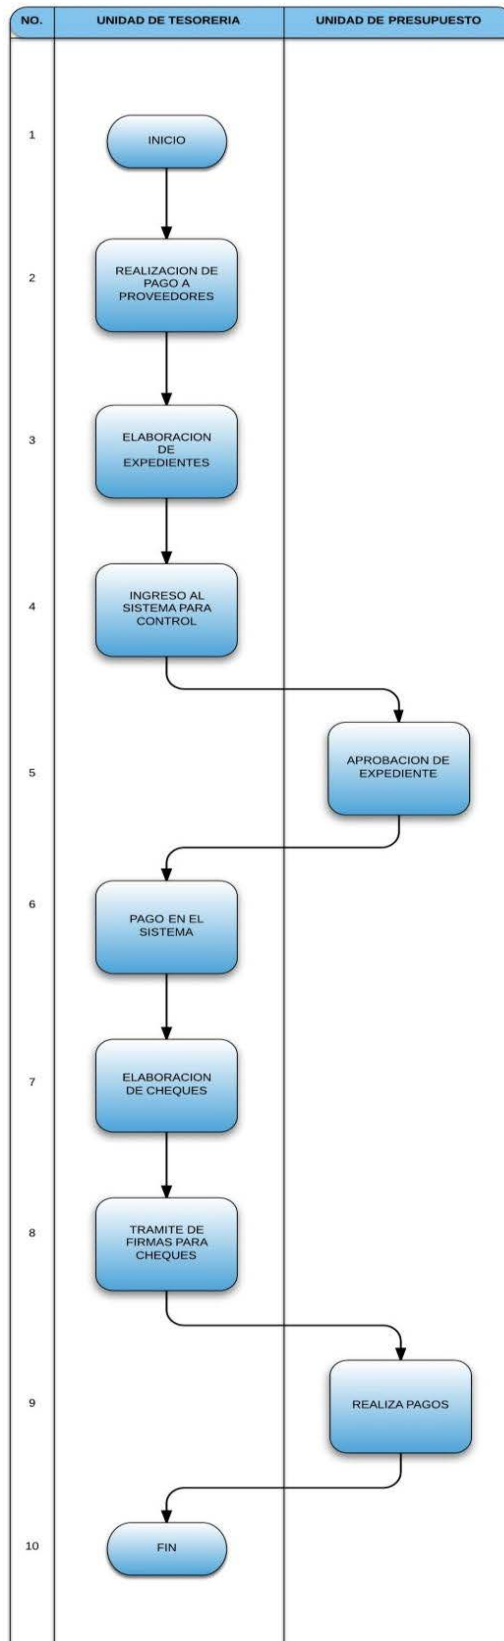 NO. UNIDAD DE TESORERIA UNIDAD DE PRESUPUESTO
1 INICIO
2
REALIZACION DE
PAGO A
PROVEEDORES
3
ELABORACION
DE
EXPEDIENTES
4
INGRESO AL
SISTEMA PARA
CONTROL
5
APROBACION DE
EXPEDIENTE
6
PAGO EN EL
SISTEMA
7
ELABORACION
DE CHEQUES
8
TRAMITE DE
FIRMAS PARA
CHEQUES
9 REALIZA PAGOS
10 FIN